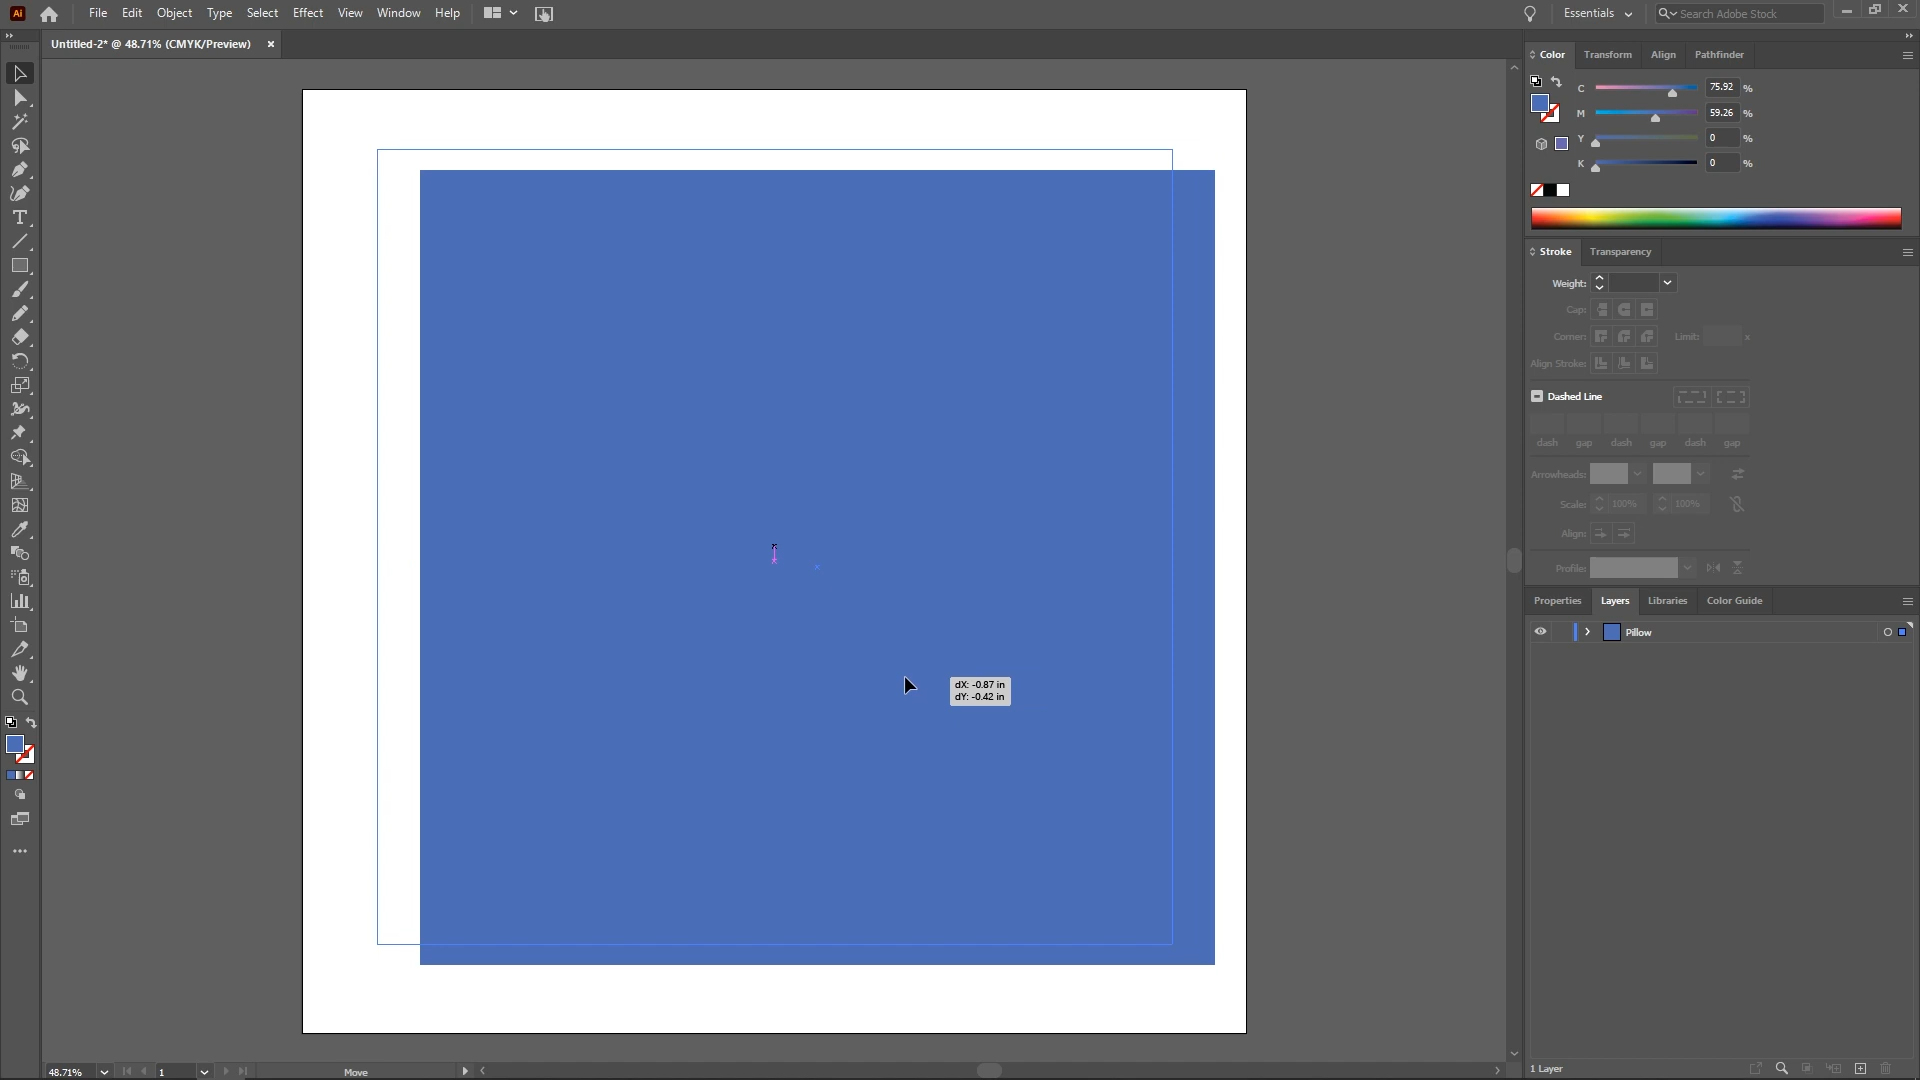 Ai File Edit Object Type Select Effect View Window Help Essentials Search Adobe Stock
Untitled-2* @ 48.71% (CMYK/Preview) ×
Color Transform Align Pathfinder
C 75.92 %
M 59.26 %
Y 0 %
K 0 %
Stroke Transparency
Weight:
Cap:
Corner: Limit: x
Align Stroke:
Dashed Line
dash gap dash gap dash gap
Arrowheads:
Scale: 100% 100%
Align:
Profile:
Properties Layers Libraries Color Guide
Pillow
dX: -0.87 in
dY: -0.42 in
48.71% 1 Move
1 Layer